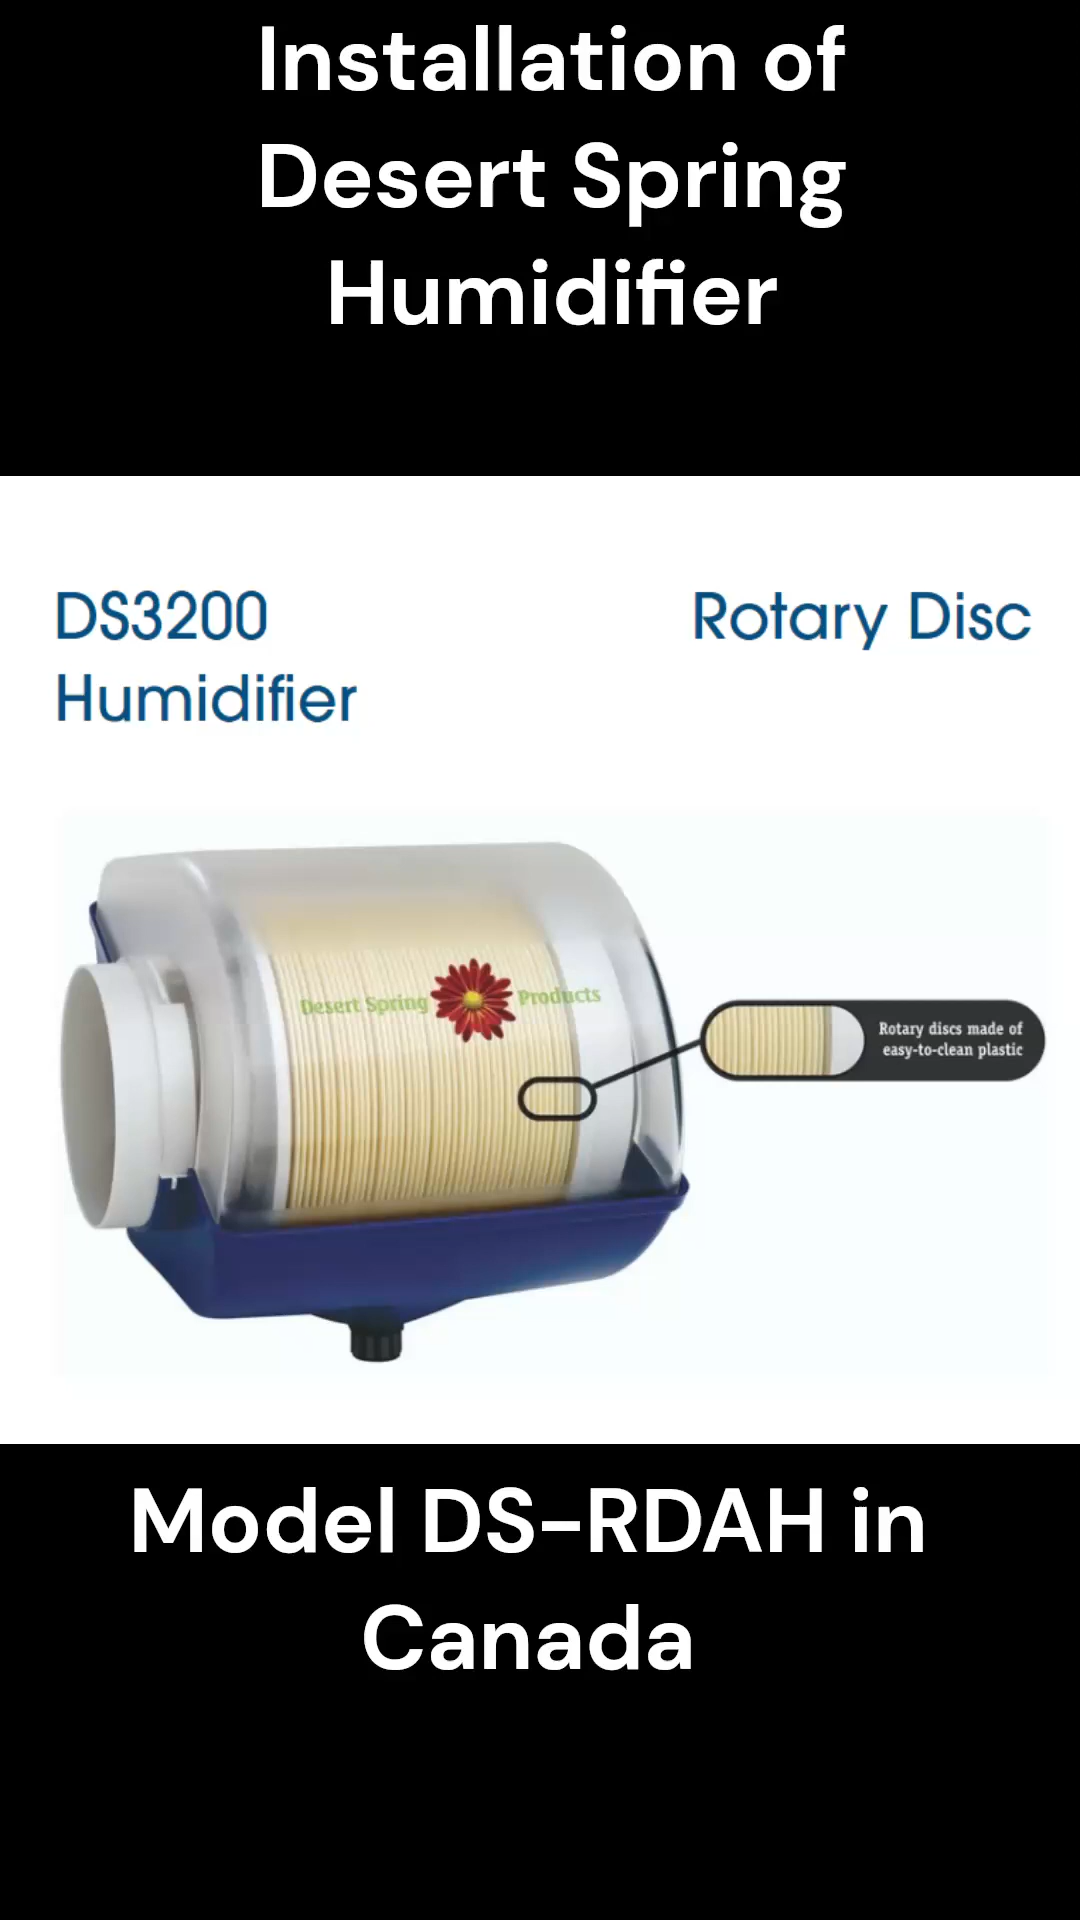 Installation of
Desert Spring
Humidifier
DS3200
Humidifier
Rotary Disc
Desert Spring Products
Rotary discs made of
easy-to-clean plastic
Model DS-RDAH in
Canada